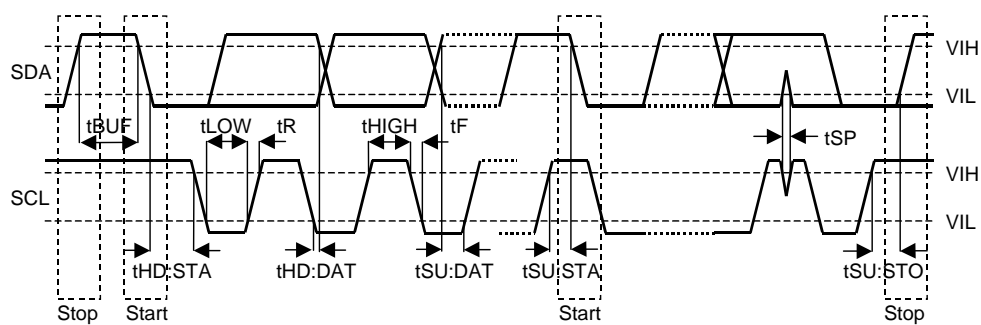 VIH
SDA
VIL
tBUF tLOW tR tHIGH tF tSP
VIH
SCL
VIL
tHD:STA tHD:DAT tSU:DAT tSU:STA tSU:STO
Stop Start Start Stop